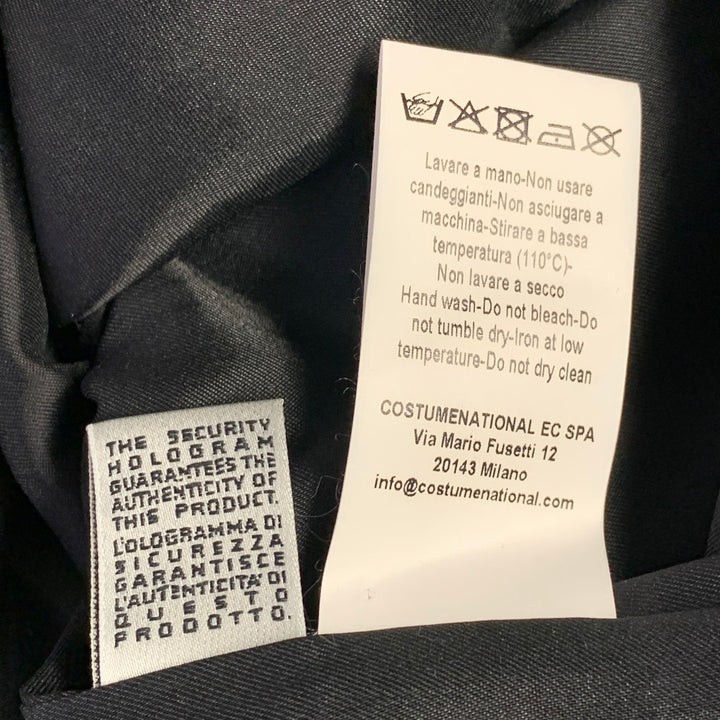 Lavare a mano-Non usare
candeggianti-Non asciugare a
macchina-Stirare a bassa
temperatura (110°C)-
Non lavare a secco
Hand wash-Do not bleach-Do
not tumble dry-Iron at low
temperature-Do not dry clean
COSTUMENATIONAL EC SPA
Via Mario Fusetti 12
20143 Milano
info@costumenational.com
THE SECURITY
HOLOGRAM
GUARANTEES THE
AUTHENTICITY OF
THIS PRODUCT.
L'OLOGRAMMA DI
SICUREZZA
GARANTISCE
L'AUTENTICITA' DI
QUESTO
PRODOTTO.